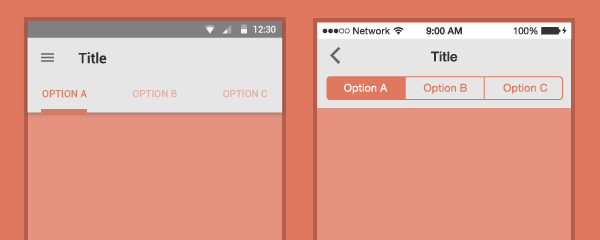 12:30
Title
OPTION A OPTION B OPTION C
Network 9:00 AM 100%
Title
Option A Option B Option C